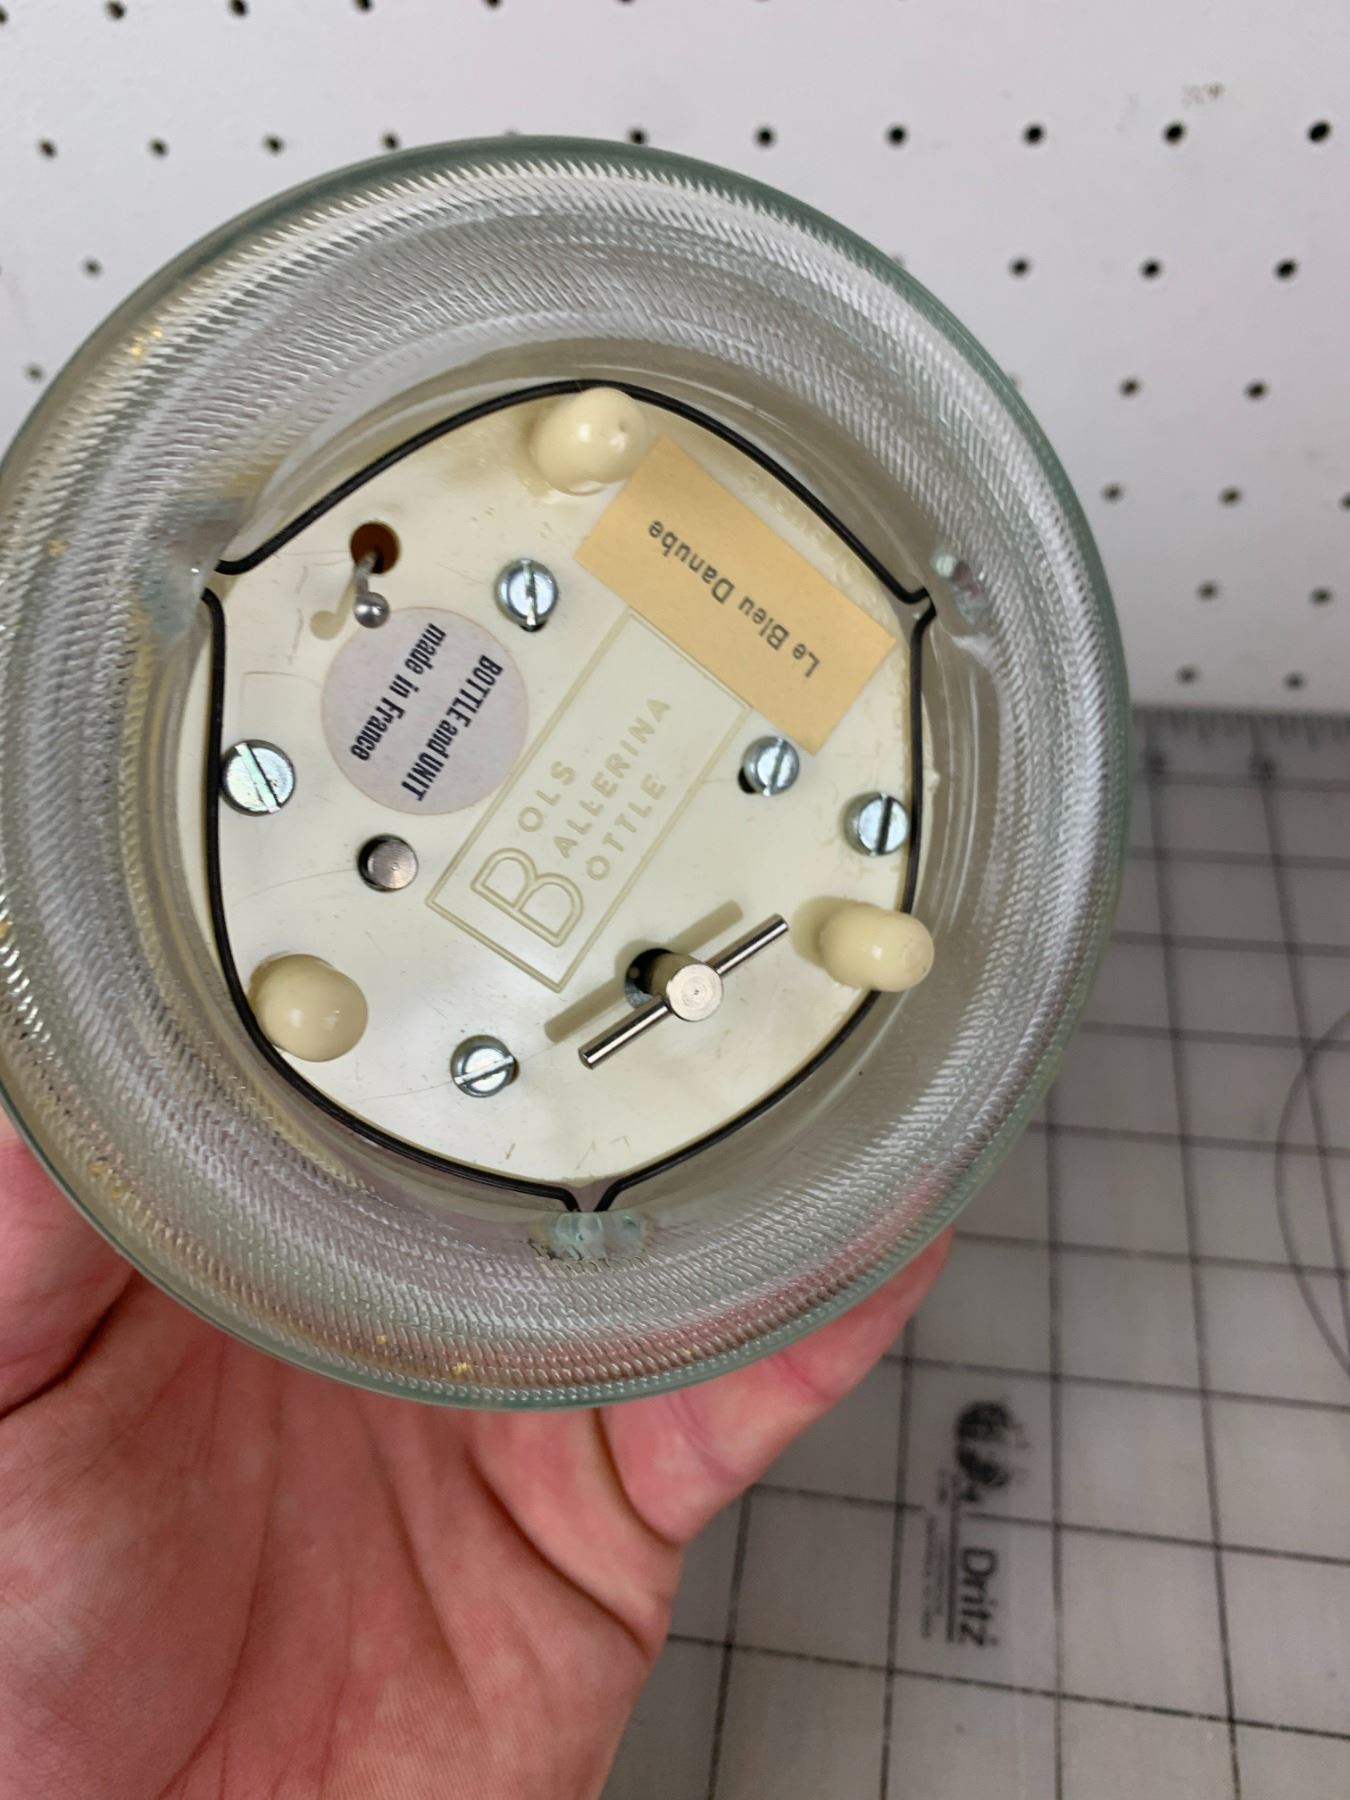 Le Bleu Danube
BOTTLE and UNIT
made in France
BOLS
BALLERINA
BOTTLE
Dritz